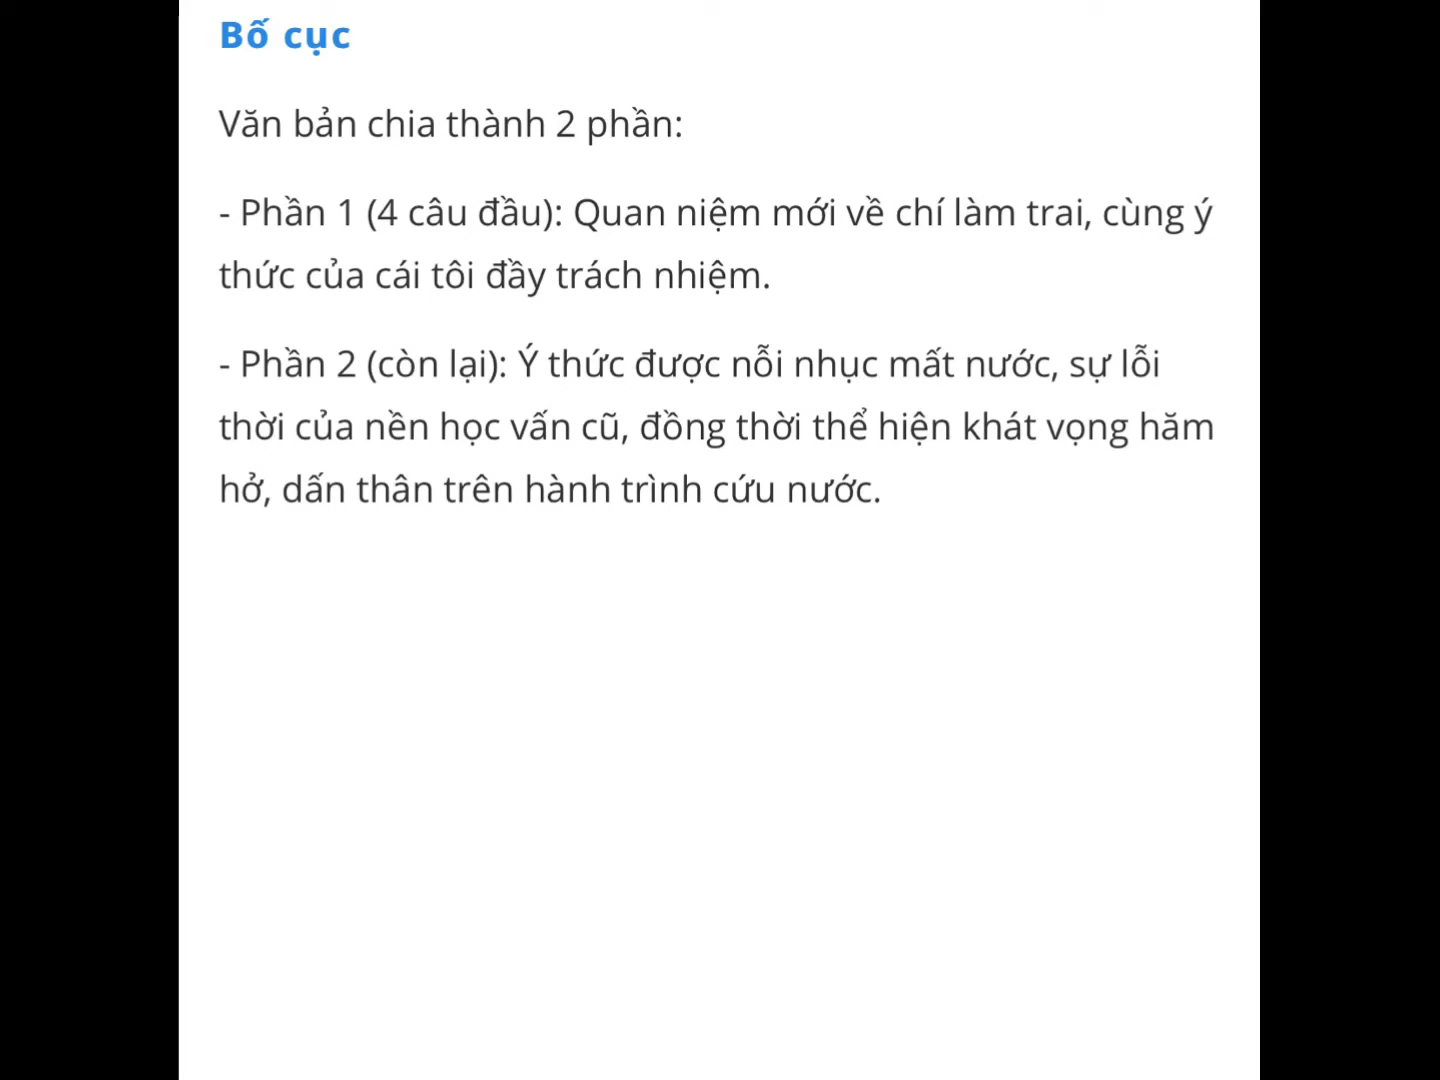 Bố cục
Văn bản chia thành 2 phần:
- Phần 1 (4 câu đầu): Quan niệm mới về chí làm trai, cùng ý
thức của cái tôi đầy trách nhiệm.
- Phần 2 (còn lại): Ý thức được nỗi nhục mất nước, sự lỗi
thời của nền học vấn cũ, đồng thời thể hiện khát vọng hăm
hở, dấn thân trên hành trình cứu nước.